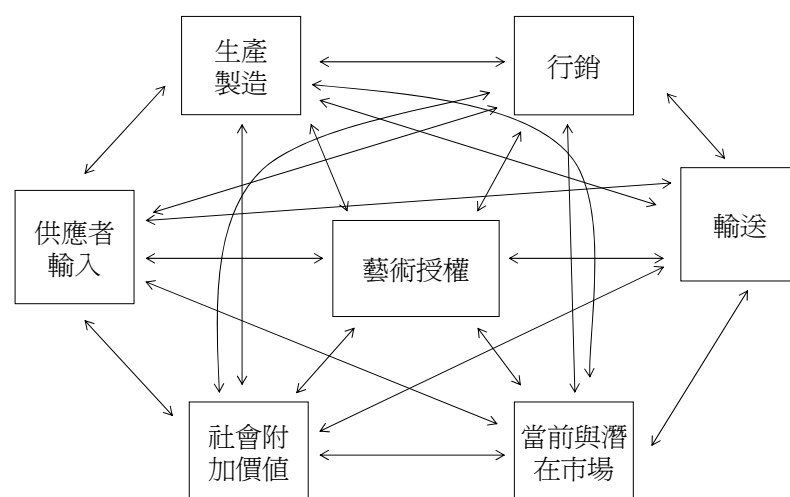 生產
製造
行銷
供應者
輸入
藝術授權
輸送
社會附
加價值
當前與潛
在市場